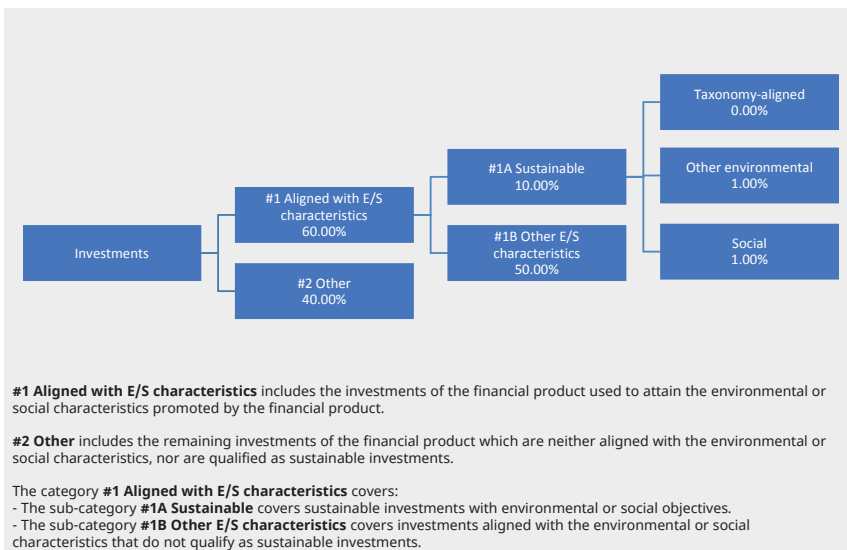 Taxonomy-aligned
0.00%
#1A Sustainable
10.00%
Other environmental
1.00%
#1 Aligned with E/S
characteristics
60.00%
Investments
#1B Other E/S
characteristics
50.00%
Social
1.00%
#2 Other
40.00%
#1 Aligned with E/S characteristics includes the investments of the financial product used to attain the environmental or
social characteristics promoted by the financial product.
#2 Other includes the remaining investments of the financial product which are neither aligned with the environmental or
social characteristics, nor are qualified as sustainable investments.
The category #1 Aligned with E/S characteristics covers:
- The sub-category #1A Sustainable covers sustainable investments with environmental or social objectives.
- The sub-category #1B Other E/S characteristics covers investments aligned with the environmental or social
characteristics that do not qualify as sustainable investments.